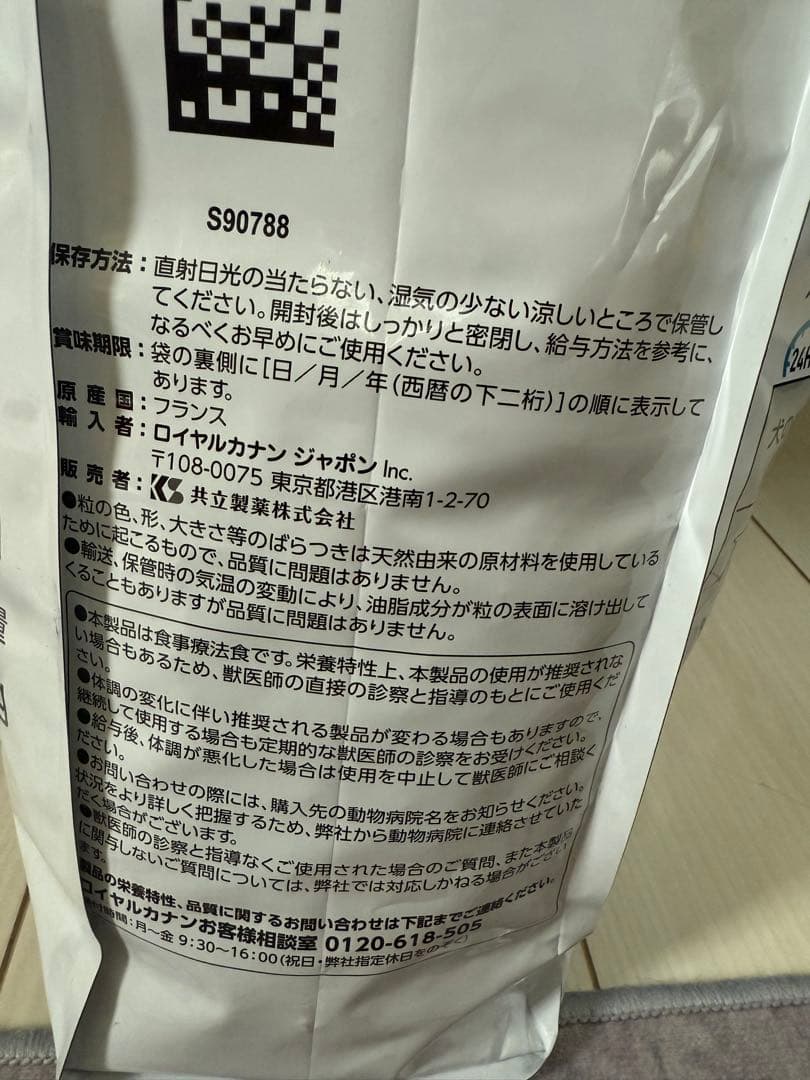 S90788
保存方法：直射日光の当たらない、湿気の少ない涼しいところで保管し
てください。開封後はしっかりと密閉し、給与方法を参考に、
なるべくお早めにご使用ください。
賞味期限：袋の裏側に[日／月／年(西暦の下二桁)]の順に表示して
あります。
原産国：フランス
輸入者：ロイヤルカナン ジャポン Inc.
〒108-0075 東京都港区港南1-2-70
販売者：KS 共立製薬株式会社
●粒の色、形、大きさ等のばらつきは天然由来の原材料を使用している
ために起こるもので、品質に問題はありません。
●輸送、保管時の気温の変動により、油脂成分が粒の表面に溶け出して
くることもありますが品質に問題はありません。
●本製品は食事療法食です。栄養特性上、本製品の使用が推奨されな
い場合もあるため、獣医師の直接の診察と指導のもとにご使用くだ
さい。
●体調の変化に伴い推奨される製品が変わる場合もありますので、
継続して使用する場合も定期的な獣医師の診察をお受けください。
●給与後、体調が悪化した場合は使用を中止して獣医師にご相談く
ださい。
●お問い合わせの際には、購入先の動物病院名をお知らせください。
状況をより詳しく把握するため、弊社から動物病院に連絡させていた
だく場合がございます。
●獣医師の診察と指導なくご使用された場合のご質問、また本製品
に関与しないご質問については、弊社では対応しかねる場合がござい
ます。
製品の栄養特性、品質に関するお問い合わせは下記までご連絡ください。
ロイヤルカナンお客様相談室 0120-618-505
受付時間：月〜金 9:30〜16:00(祝日・弊社指定休日をのぞく)
24H